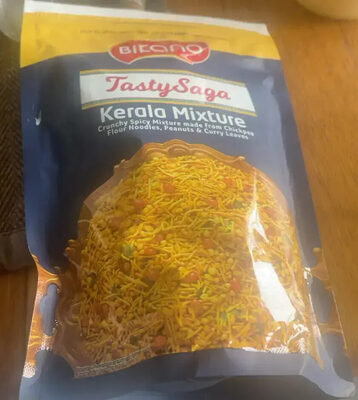 BIKANO
TastySaga
Kerala Mixture
Crunchy Spicy Mixture made from Chickpea
Flour Noodles, Peanuts & Curry Leaves